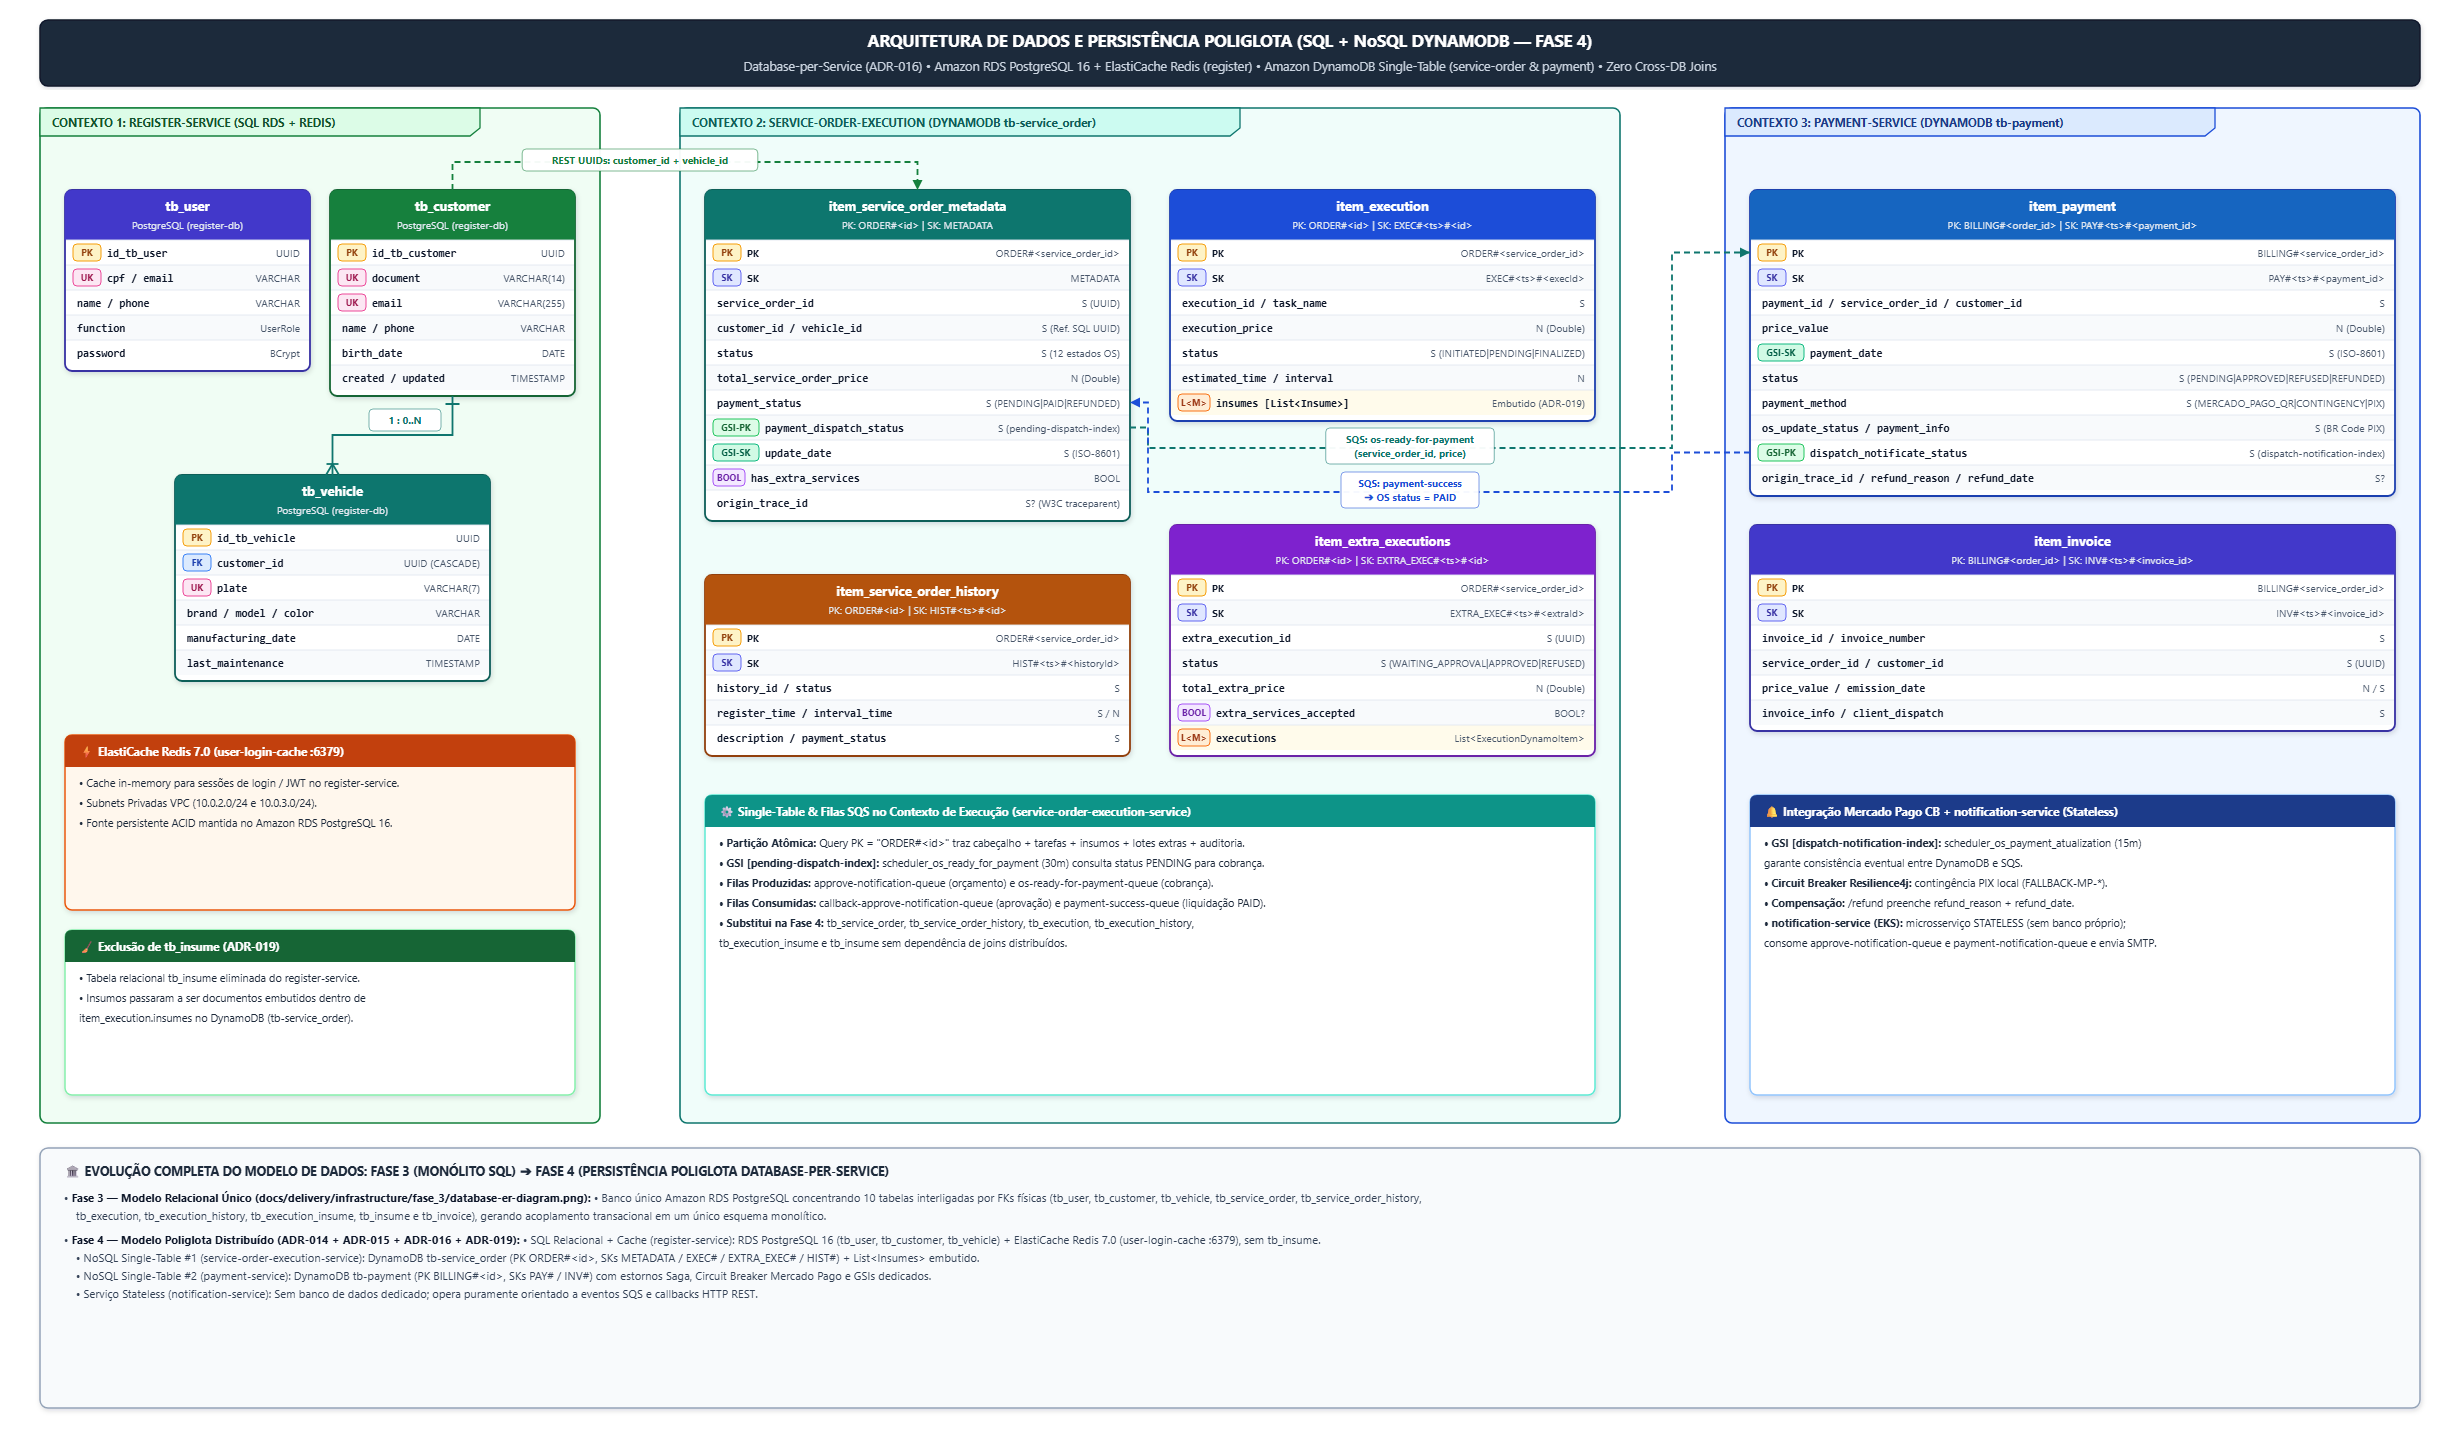 ARQUITETURA DE DADOS E PERSISTÊNCIA POLIGLOTA (SQL + NoSQL DYNAMODB — FASE 4)
Database-per-Service (ADR-016) • Amazon RDS PostgreSQL 16 + ElastiCache Redis (register) • Amazon DynamoDB Single-Table (service-order & payment) • Zero Cross-DB Joins
CONTEXTO 1: REGISTER-SERVICE (SQL RDS + REDIS)
REST UUIDs: customer_id + vehicle_id
tb_user
PostgreSQL (register-db)
PK id_tb_user UUID
UK cpf / email VARCHAR
name / phone VARCHAR
function UserRole
password BCrypt
tb_customer
PostgreSQL (register-db)
PK id_tb_customer UUID
UK document VARCHAR(14)
UK email VARCHAR(255)
name / phone VARCHAR
birth_date DATE
created / updated TIMESTAMP
1 : 0..N
tb_vehicle
PostgreSQL (register-db)
PK id_tb_vehicle UUID
FK customer_id UUID (CASCADE)
UK plate VARCHAR(7)
brand / model / color VARCHAR
manufacturing_date DATE
last_maintenance TIMESTAMP
⚡ ElastiCache Redis 7.0 (user-login-cache :6379)
• Cache in-memory para sessões de login / JWT no register-service.
• Subnets Privadas VPC (10.0.2.0/24 e 10.0.3.0/24).
• Fonte persistente ACID mantida no Amazon RDS PostgreSQL 16.
Exclusão de tb_insume (ADR-019)
• Tabela relacional tb_insume eliminada do register-service.
• Insumos passaram a ser documentos embutidos dentro de
item_execution.insumes no DynamoDB (tb-service_order).
CONTEXTO 2: SERVICE-ORDER-EXECUTION (DYNAMODB tb-service_order)
item_service_order_metadata
PK: ORDER#<id> | SK: METADATA
PK PK ORDER#<service_order_id>
SK SK METADATA
service_order_id S (UUID)
customer_id / vehicle_id S (Ref. SQL UUID)
status S (12 estados OS)
total_service_order_price N (Double)
payment_status S (PENDING|PAID|REFUNDED)
GSI-PK payment_dispatch_status S (pending-dispatch-index)
GSI-SK update_date S (ISO-8601)
BOOL has_extra_services BOOL
origin_trace_id S? (W3C traceparent)
item_execution
PK: ORDER#<id> | SK: EXEC#<ts>#<id>
PK PK ORDER#<service_order_id>
SK SK EXEC#<ts>#<execId>
execution_id / task_name S
execution_price N (Double)
status S (INITIATED|PENDING|FINALIZED)
estimated_time / interval N
L<M> insumes [List<Insume>] Embutido (ADR-019)
SQS: os-ready-for-payment
(service_order_id, price)
SQS: payment-success
➔ OS status = PAID
item_service_order_history
PK: ORDER#<id> | SK: HIST#<ts>#<id>
PK PK ORDER#<service_order_id>
SK SK HIST#<ts>#<historyId>
history_id / status S
register_time / interval_time S / N
description / payment_status S
item_extra_executions
PK: ORDER#<id> | SK: EXTRA_EXEC#<ts>#<id>
PK PK ORDER#<service_order_id>
SK SK EXTRA_EXEC#<ts>#<extraId>
extra_execution_id S (UUID)
status S (WAITING_APPROVAL|APPROVED|REFUSED)
total_extra_price N (Double)
BOOL extra_services_accepted BOOL?
L<M> executions List<ExecutionDynamoItem>
⚙️ Single-Table & Filas SQS no Contexto de Execução (service-order-execution-service)
• Partição Atômica: Query PK = "ORDER#<id>" traz cabeçalho + tarefas + insumos + lotes extras + auditoria.
• GSI [pending-dispatch-index]: scheduler_os_ready_for_payment (30m) consulta status PENDING para cobrança.
• Filas Produzidas: approve-notification-queue (orçamento) e os-ready-for-payment-queue (cobrança).
• Filas Consumidas: callback-approve-notification-queue (aprovação) e payment-success-queue (liquidação PAID).
• Substitui na Fase 4: tb_service_order, tb_service_order_history, tb_execution, tb_execution_history,
tb_execution_insume e tb_insume sem dependência de joins distribuídos.
CONTEXTO 3: PAYMENT-SERVICE (DYNAMODB tb-payment)
item_payment
PK: BILLING#<order_id> | SK: PAY#<ts>#<payment_id>
PK PK BILLING#<service_order_id>
SK SK PAY#<ts>#<payment_id>
payment_id / service_order_id / customer_id S
price_value N (Double)
GSI-SK payment_date S (ISO-8601)
status S (PENDING|APPROVED|REFUSED|REFUNDED)
payment_method S (MERCADO_PAGO_QR|CONTINGENCY|PIX)
os_update_status / payment_info S (BR Code PIX)
GSI-PK dispatch_notificate_status S (dispatch-notification-index)
origin_trace_id / refund_reason / refund_date S?
item_invoice
PK: BILLING#<order_id> | SK: INV#<ts>#<invoice_id>
PK PK BILLING#<service_order_id>
SK SK INV#<ts>#<invoice_id>
invoice_id / invoice_number S
service_order_id / customer_id S (UUID)
price_value / emission_date N / S
invoice_info / client_dispatch S
🔔 Integração Mercado Pago CB + notification-service (Stateless)
• GSI [dispatch-notification-index]: scheduler_os_payment_atualization (15m)
garante consistência eventual entre DynamoDB e SQS.
• Circuit Breaker Resilience4j: contingência PIX local (FALLBACK-MP-*).
• Compensação: /refund preenche refund_reason + refund_date.
• notification-service (EKS): microsserviço STATELESS (sem banco próprio);
consome approve-notification-queue e payment-notification-queue e envia SMTP.
🏛️ EVOLUÇÃO COMPLETA DO MODELO DE DADOS: FASE 3 (MONÓLITO SQL) ➔ FASE 4 (PERSISTÊNCIA POLIGLOTA DATABASE-PER-SERVICE)
• Fase 3 — Modelo Relacional Único (docs/delivery/infrastructure/fase_3/database-er-diagram.png): • Banco único Amazon RDS PostgreSQL concentrando 10 tabelas interligadas por FKs físicas (tb_user, tb_customer, tb_vehicle, tb_service_order, tb_service_order_history,
tb_execution, tb_execution_history, tb_execution_insume, tb_insume e tb_invoice), gerando acoplamento transacional em um único esquema monolítico.
• Fase 4 — Modelo Poliglota Distribuído (ADR-014 + ADR-015 + ADR-016 + ADR-019): • SQL Relacional + Cache (register-service): RDS PostgreSQL 16 (tb_user, tb_customer, tb_vehicle) + ElastiCache Redis 7.0 (user-login-cache :6379), sem tb_insume.
• NoSQL Single-Table #1 (service-order-execution-service): DynamoDB tb-service_order (PK ORDER#<id>, SKs METADATA / EXEC# / EXTRA_EXEC# / HIST#) + List<Insumes> embutido.
• NoSQL Single-Table #2 (payment-service): DynamoDB tb-payment (PK BILLING#<id>, SKs PAY# / INV#) com estornos Saga, Circuit Breaker Mercado Pago e GSIs dedicados.
• Serviço Stateless (notification-service): Sem banco de dados dedicado; opera puramente orientado a eventos SQS e callbacks HTTP REST.